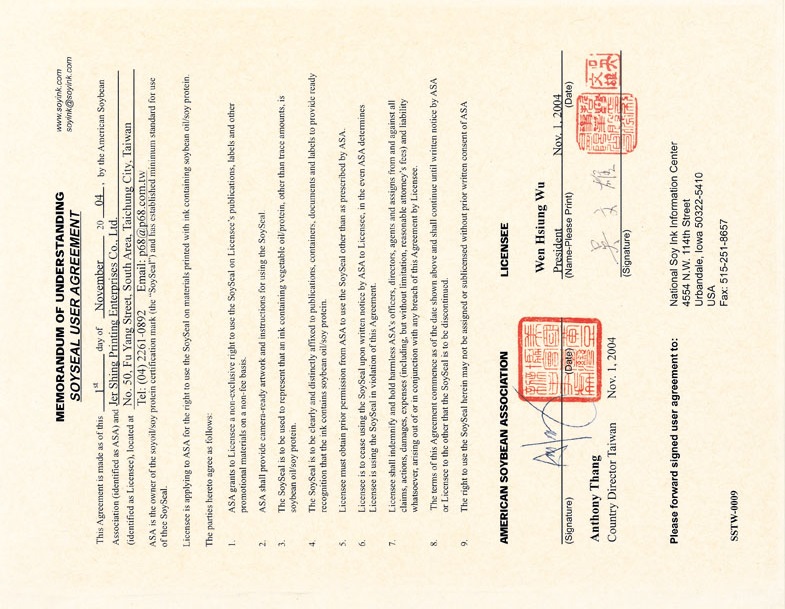 www.soyink.com
soyink@soyink.com
MEMORANDUM OF UNDERSTANDING
SOYSEAL USER AGREEMENT
This Agreement is made as of this 1st day of November 20 04, by the American Soybean
Association (identified as ASA) and Jer Shing Printing Enterprises Co., Ltd.
(identified as Licensee), located at No. 50, Fu Yang Street, South Area, Taichung City, Taiwan
Tel: (04) 2261-0892 Email: p68@p68.com.tw
ASA is the owner of the soyoil/soy protein certification mark (the "SoySeal") and has established minimum standard for use
of thee SoySeal.
Licensee is applying to ASA for the right to use the SoySeal on materials printed with ink containing soybean oil/soy protein.
The parties hereto agree as follows:
1. ASA grants to Licensee a non-exclusive right to use the SoySeal on Licensee's publications, labels and other
promotional materials on a non-fee basis.
2. ASA shall provide camera-ready artwork and instructions for using the SoySeal.
3. The SoySeal is to be used to represent that an ink containing vegetable oil/protein, other than trace amounts, is
soybean oil/soy protein.
4. The SoySeal is to be clearly and distinctly affixed to publications, containers, documents and labels to provide ready
recognition that the ink contains soybean oil/soy protein.
5. Licensee must obtain prior permission from ASA to use the SoySeal other than as prescribed by ASA.
6. Licensee is to cease using the SoySeal upon written notice by ASA to Licensee, in the even ASA determines
Licensee is using the SoySeal in violation of this Agreement.
7. Licensee shall indemnify and hold harmless ASA's officers, directors, agents and assigns from and against all
claims, actions, damages, expenses (including, but without limitation, reasonable attorney's fees) and liability
whatsoever, arising out of or in conjunction with any breach of this Agreement by Licensee.
8. The terms of this Agreement commence as of the date shown above and shall continue until written notice by ASA
or Licensee to the other that the SoySeal is to be discontinued.
9. The right to use the SoySeal herein may not be assigned or sublicensed without prior written consent of ASA
AMERICAN SOYBEAN ASSOCIATION
(Signature) (Date)
Anthony Thang
Country Director Taiwan Nov. 1, 2004
LICENSEE
Wen Hsiung Wu
President Nov. 1, 2004
(Name-Please Print) (Date)
吳文雄
(Signature)
Please forward signed user agreement to:
National Soy Ink Information Center
4554 N.W. 114th Street
Urbandale, Iowa 50322-5410
USA
Fax: 515-251-8657
SSTW-0009